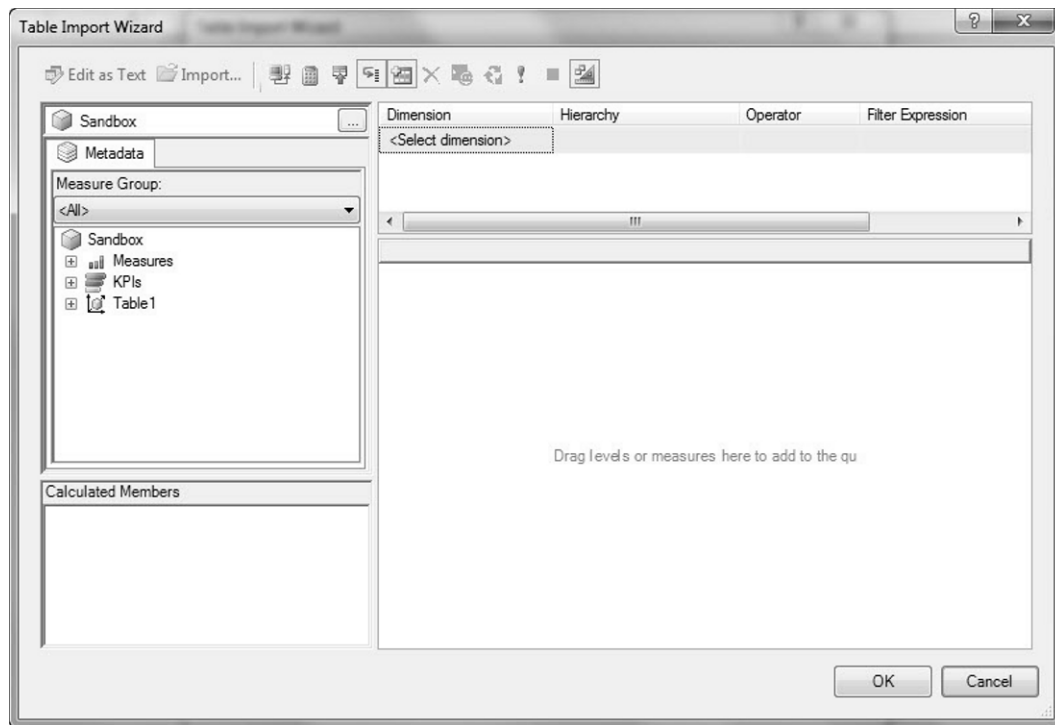 Table Import Wizard
Edit as Text Import...
Sandbox ...
Metadata
Measure Group:
<All>
Sandbox
Measures
KPIs
Table1
Calculated Members
Dimension Hierarchy Operator Filter Expression
<Select dimension>
Drag levels or measures here to add to the qu
OK Cancel